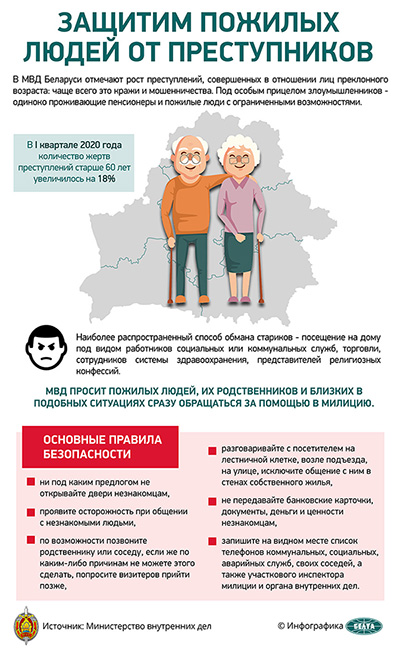 ЗАЩИТИМ ПОЖИЛЫХ
ЛЮДЕЙ ОТ ПРЕСТУПНИКОВ
В МВД Беларуси отмечают рост преступлений, совершенных в отношении лиц преклонного
возраста: чаще всего это кражи и мошенничества. Под особым прицелом злоумышленников -
одиноко проживающие пенсионеры и пожилые люди с ограниченными возможностями.
В I квартале 2020 года
количество жертв
преступлений старше 60 лет
увеличилось на 18%
Наиболее распространенный способ обмана стариков - посещение на дому
под видом работников социальных или коммунальных служб, торговли,
сотрудников системы здравоохранения, представителей религиозных
конфессий.
МВД ПРОСИТ ПОЖИЛЫХ ЛЮДЕЙ, ИХ РОДСТВЕННИКОВ И БЛИЗКИХ В
ПОДОБНЫХ СИТУАЦИЯХ СРАЗУ ОБРАЩАТЬСЯ ЗА ПОМОЩЬЮ В МИЛИЦИЮ.
ОСНОВНЫЕ ПРАВИЛА
БЕЗОПАСНОСТИ
ни под каким предлогом не
открывайте двери незнакомцам,
проявите осторожность при общении
с незнакомыми людьми,
по возможности позвоните
родственнику или соседу, если же по
каким-либо причинам не можете этого
сделать, попросите визитеров прийти
позже,
разговаривайте с посетителем на
лестничной клетке, возле подъезда,
на улице, исключите общение с ним в
стенах собственного жилья,
не передавайте банковские карточки,
документы, деньги и ценности
незнакомцам,
запишите на видном месте список
телефонов коммунальных, социальных,
аварийных служб, своих соседей, а
также участкового инспектора
милиции и органа внутренних дел.
Источник: Министерство внутренних дел
© Инфографика
БЕЛТА